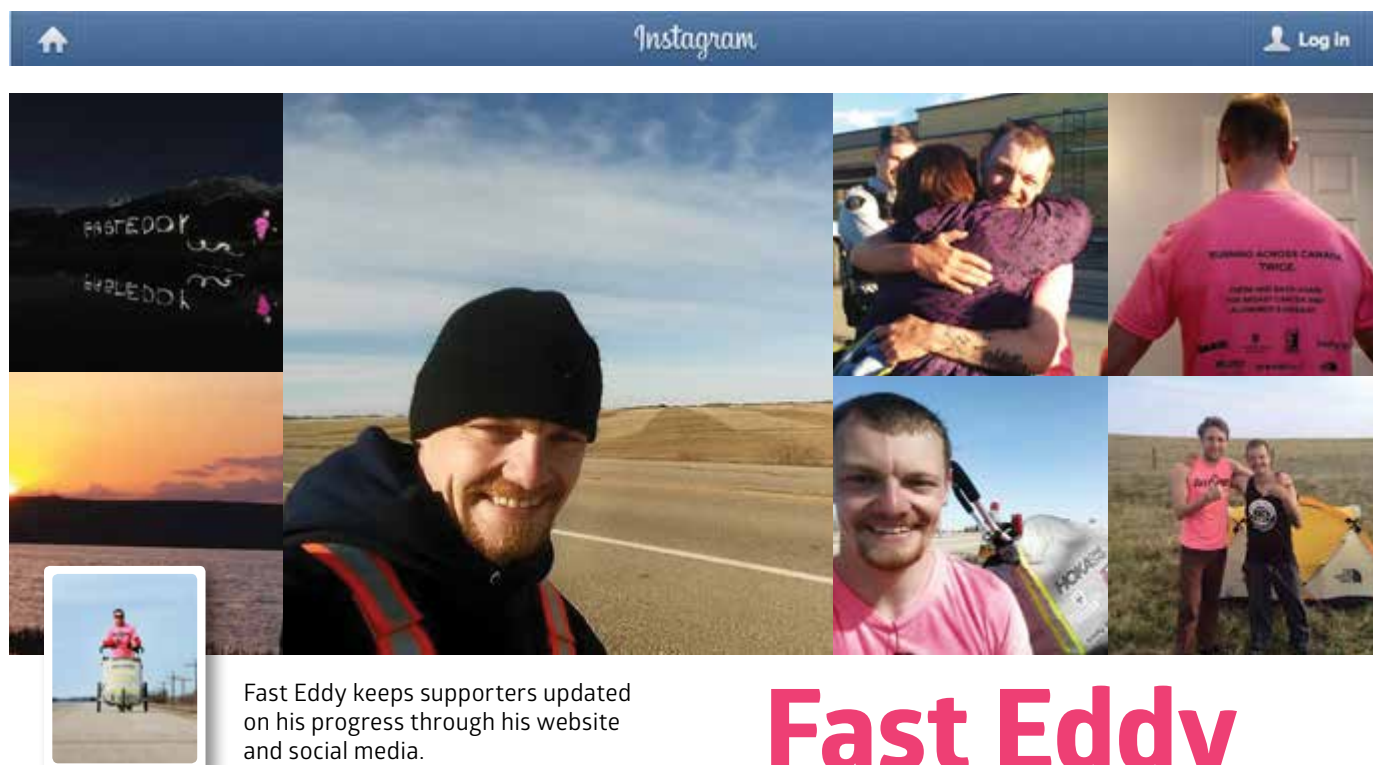 Instagram
Log in
FASTEDDY
RUNNING ACROSS CANADA.
TWICE.
HOKA
Fast Eddy keeps supporters updated
on his progress through his website
and social media.
Fast Eddy